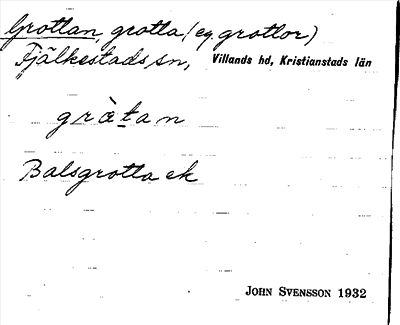 Grottan, grotta (eg. grottor)
Fjälkestads sn, Villands hd, Kristianstads län
gràtan
Balsgrotta ek
JOHN SVENSSON 1932